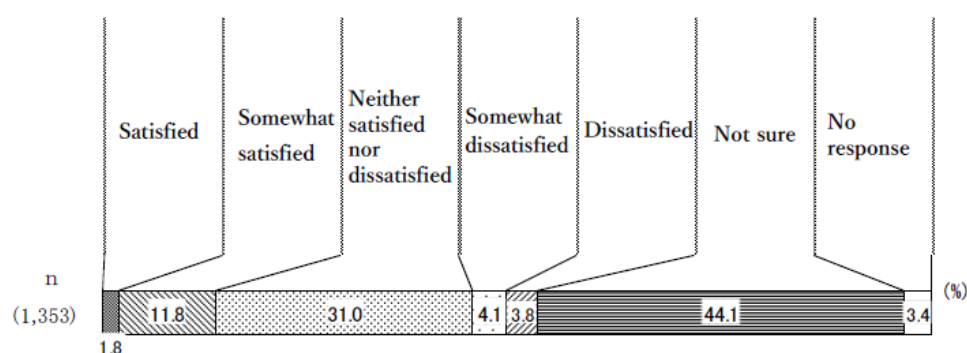 Satisfied
Somewhat
satisfied
Neither
satisfied
nor
dissatisfied
Somewhat
dissatisfied
Dissatisfied
Not sure
No
response
n
(1,353)
1.8
11.8
31.0
4.1
3.8
44.1
3.4
(%)